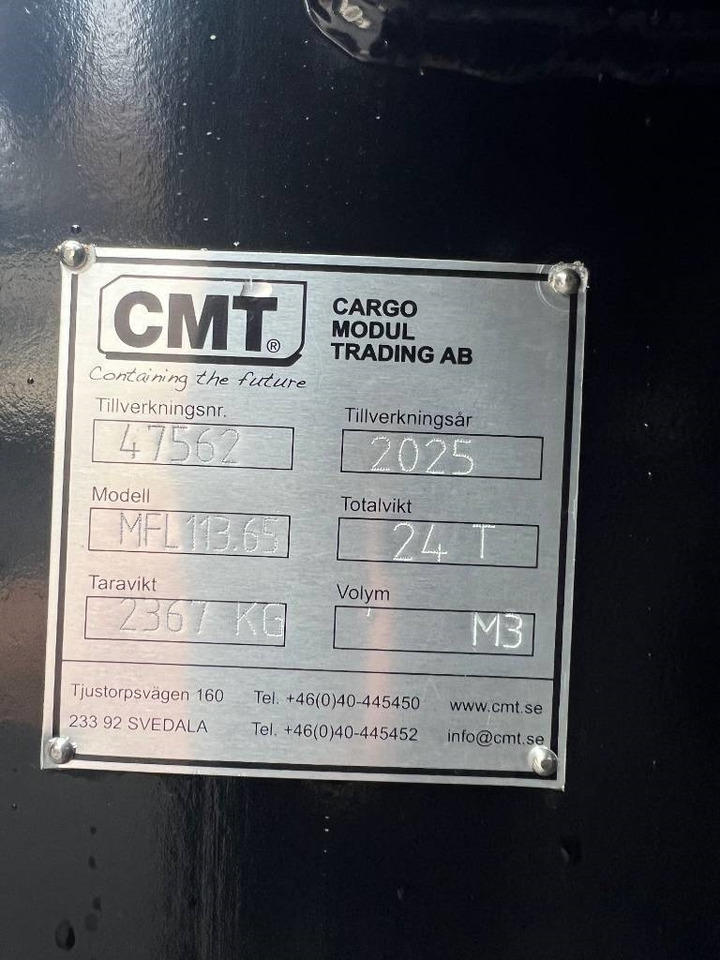 CMT®
CARGO
MODUL
TRADING AB
Containing the future
Tillverkningsnr.
47562
Tillverkningsår
2025
Modell
MFL113.65
Totalvikt
24 T
Taravikt
2367 KG
Volym
M3
Tjustorpsvägen 160 Tel. +46(0)40-445450 www.cmt.se
233 92 SVEDALA Tel. +46(0)40-445452 info@cmt.se